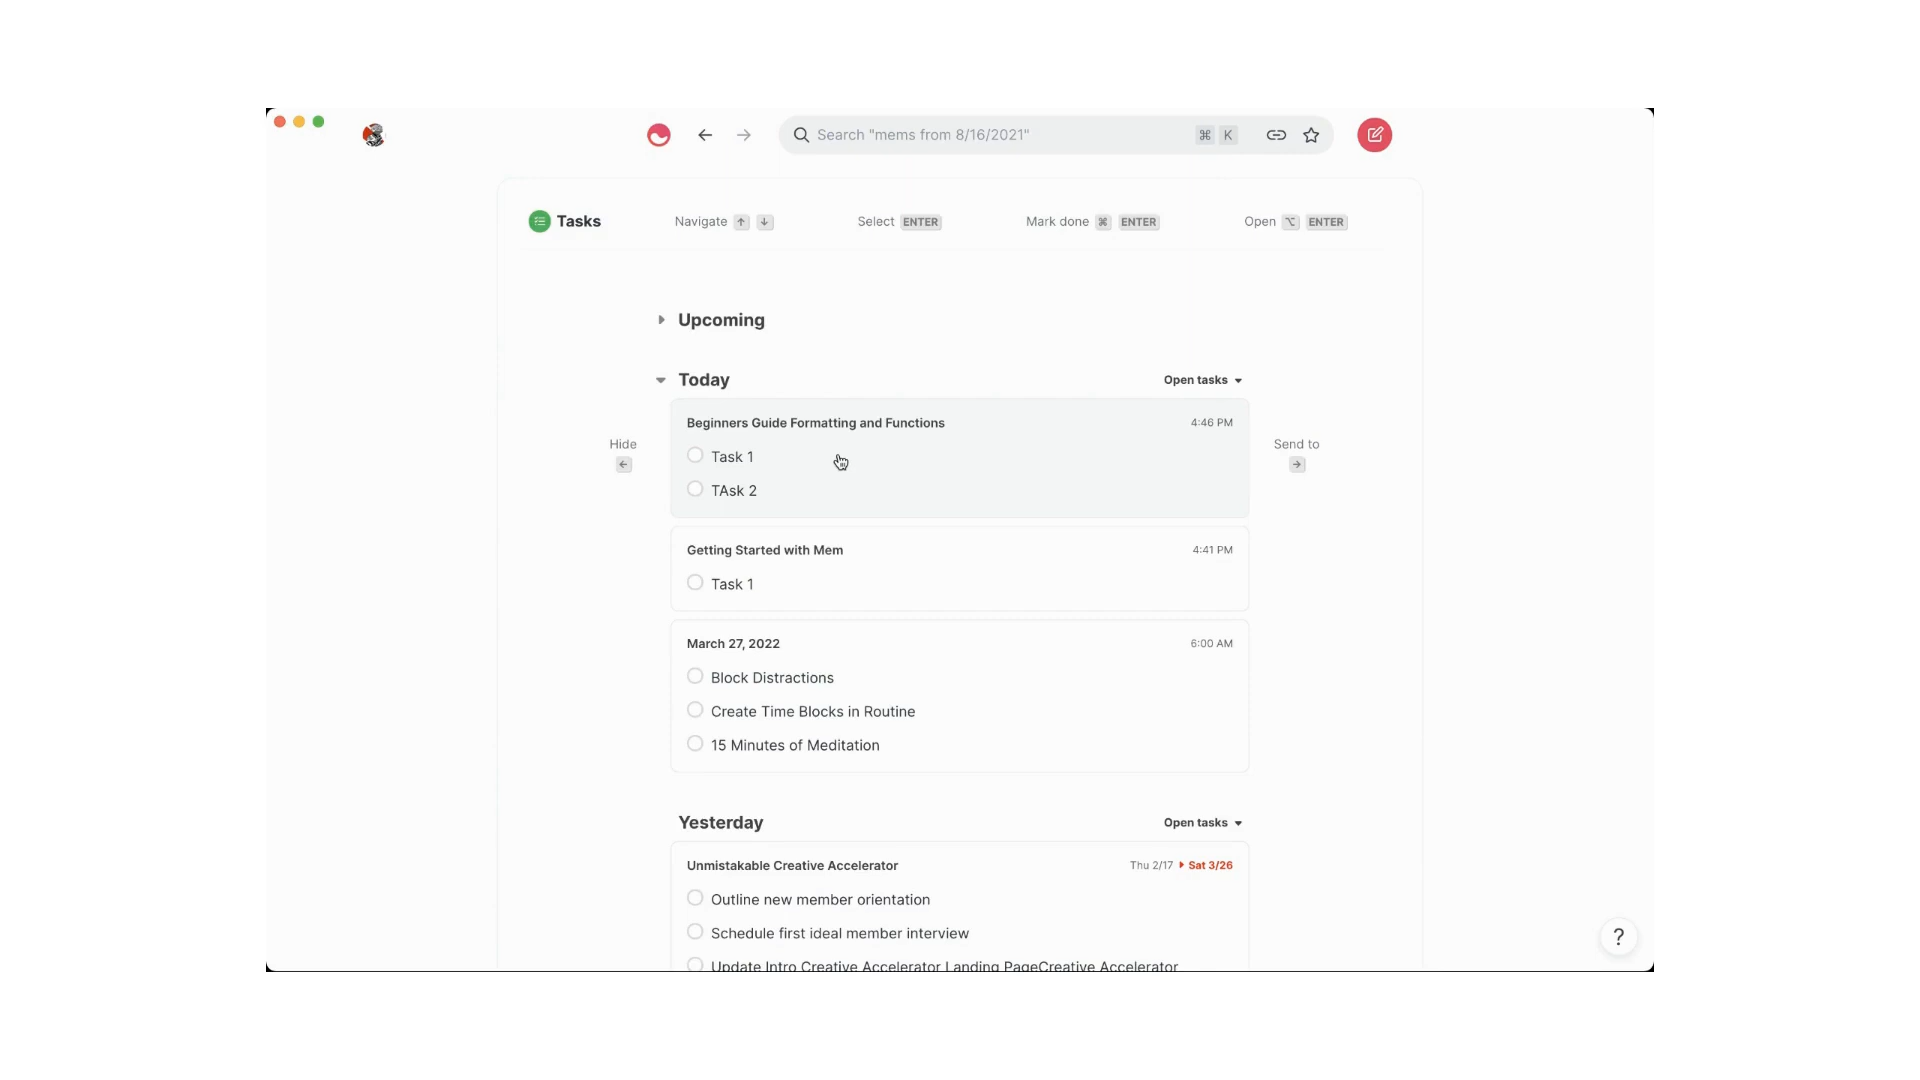 Search "mems from 8/16/2021" ⌘ K
Tasks Navigate ↑ ↓ Select ENTER Mark done ⌘ ENTER Open ⌥ ENTER
Upcoming
Today Open tasks
Beginners Guide Formatting and Functions 4:46 PM
Hide ← Send to →
Task 1
TAsk 2
Getting Started with Mem 4:41 PM
Task 1
March 27, 2022 6:00 AM
Block Distractions
Create Time Blocks in Routine
15 Minutes of Meditation
Yesterday Open tasks
Unmistakable Creative Accelerator Thu 2/17 Sat 3/26
Outline new member orientation
Schedule first ideal member interview
Update Intro Creative Accelerator Landing PageCreative Accelerator
?